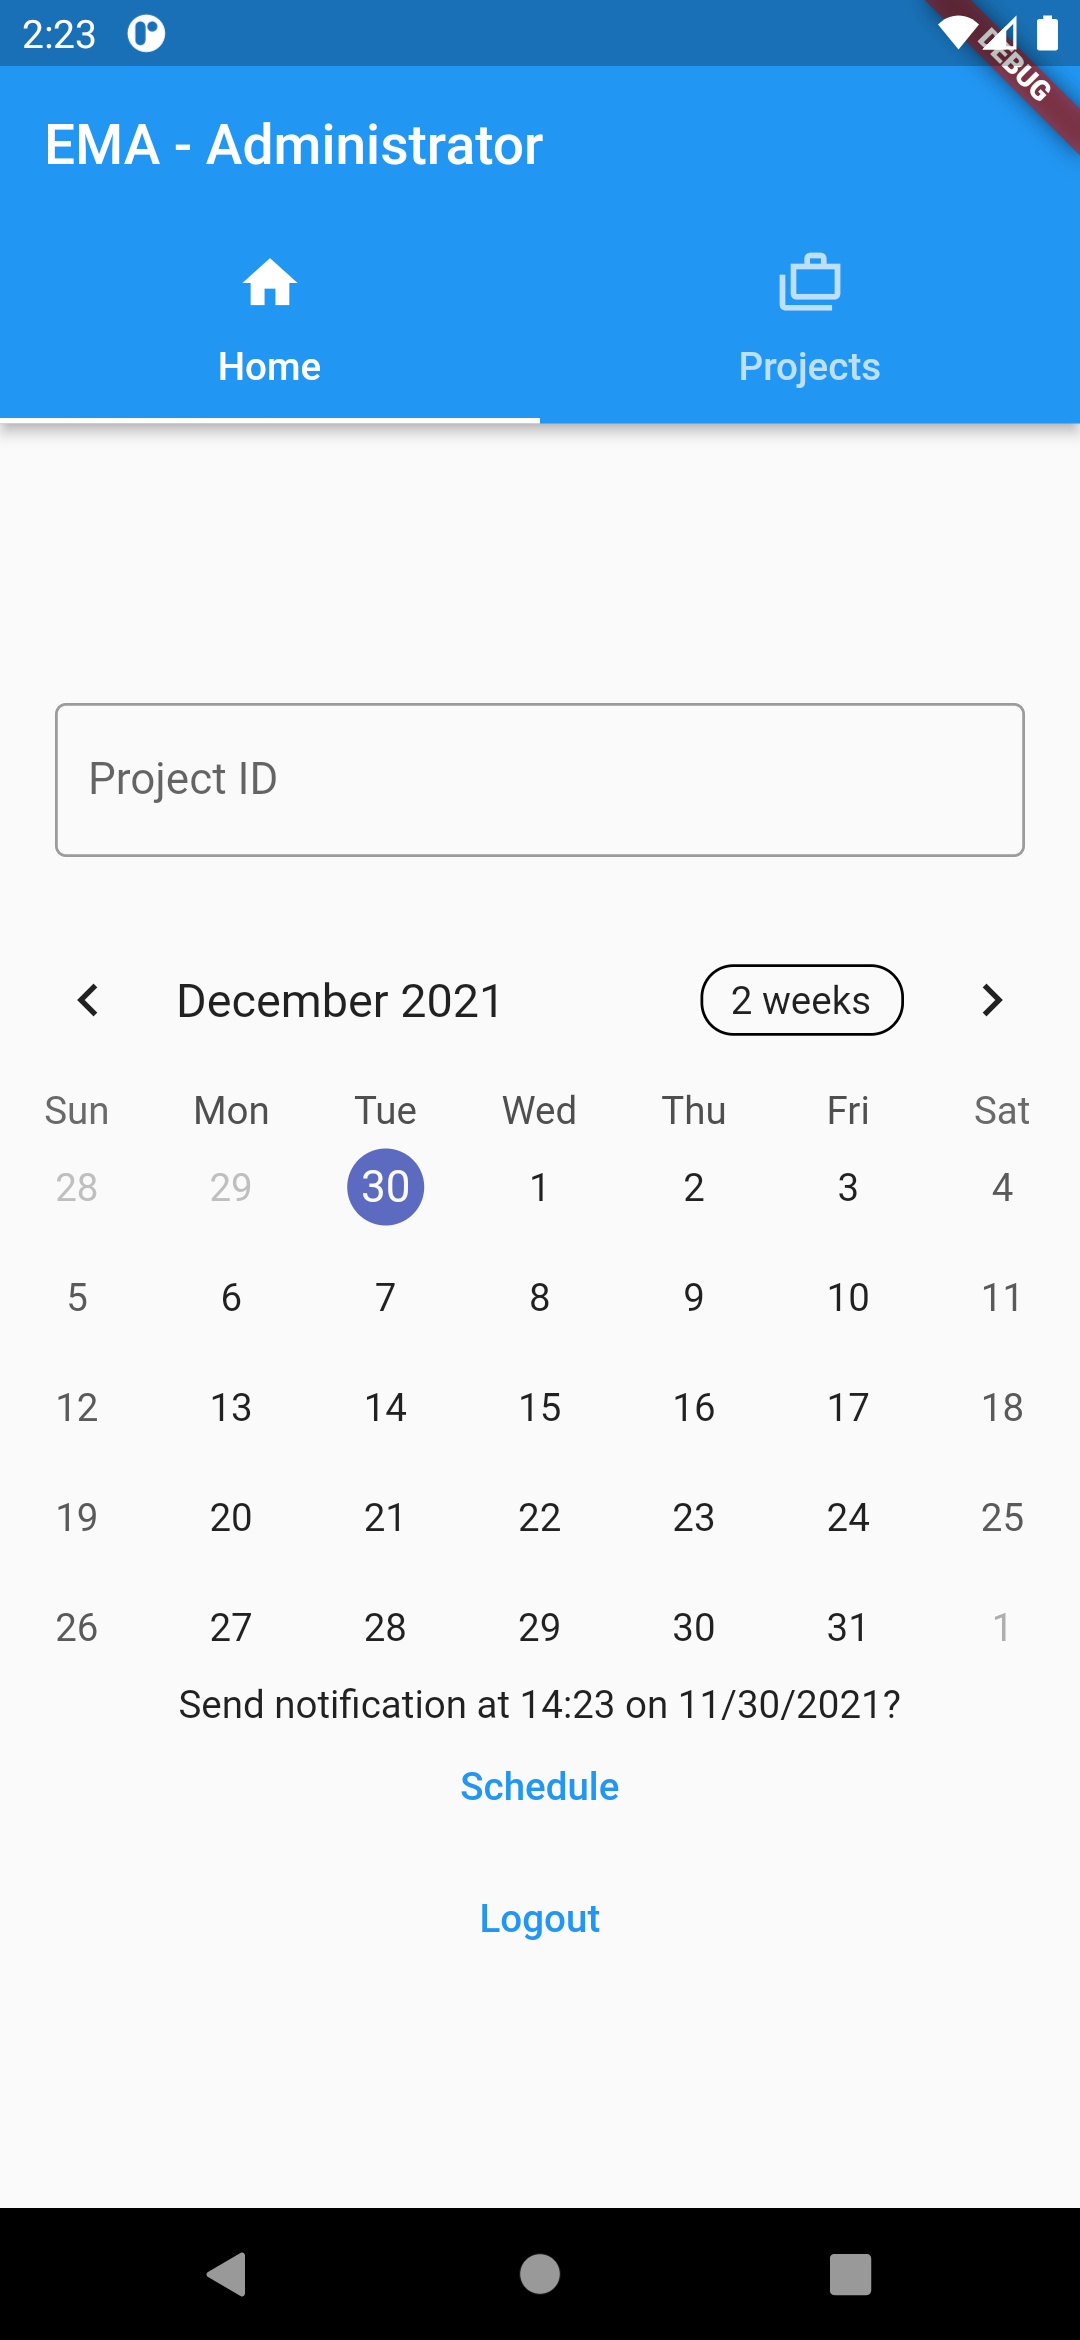 2:23
DEBUG
EMA - Administrator
Home Projects
Project ID
December 2021 2 weeks
Sun Mon Tue Wed Thu Fri Sat
28 29 30 1 2 3 4
5 6 7 8 9 10 11
12 13 14 15 16 17 18
19 20 21 22 23 24 25
26 27 28 29 30 31 1
Send notification at 14:23 on 11/30/2021?
Schedule
Logout